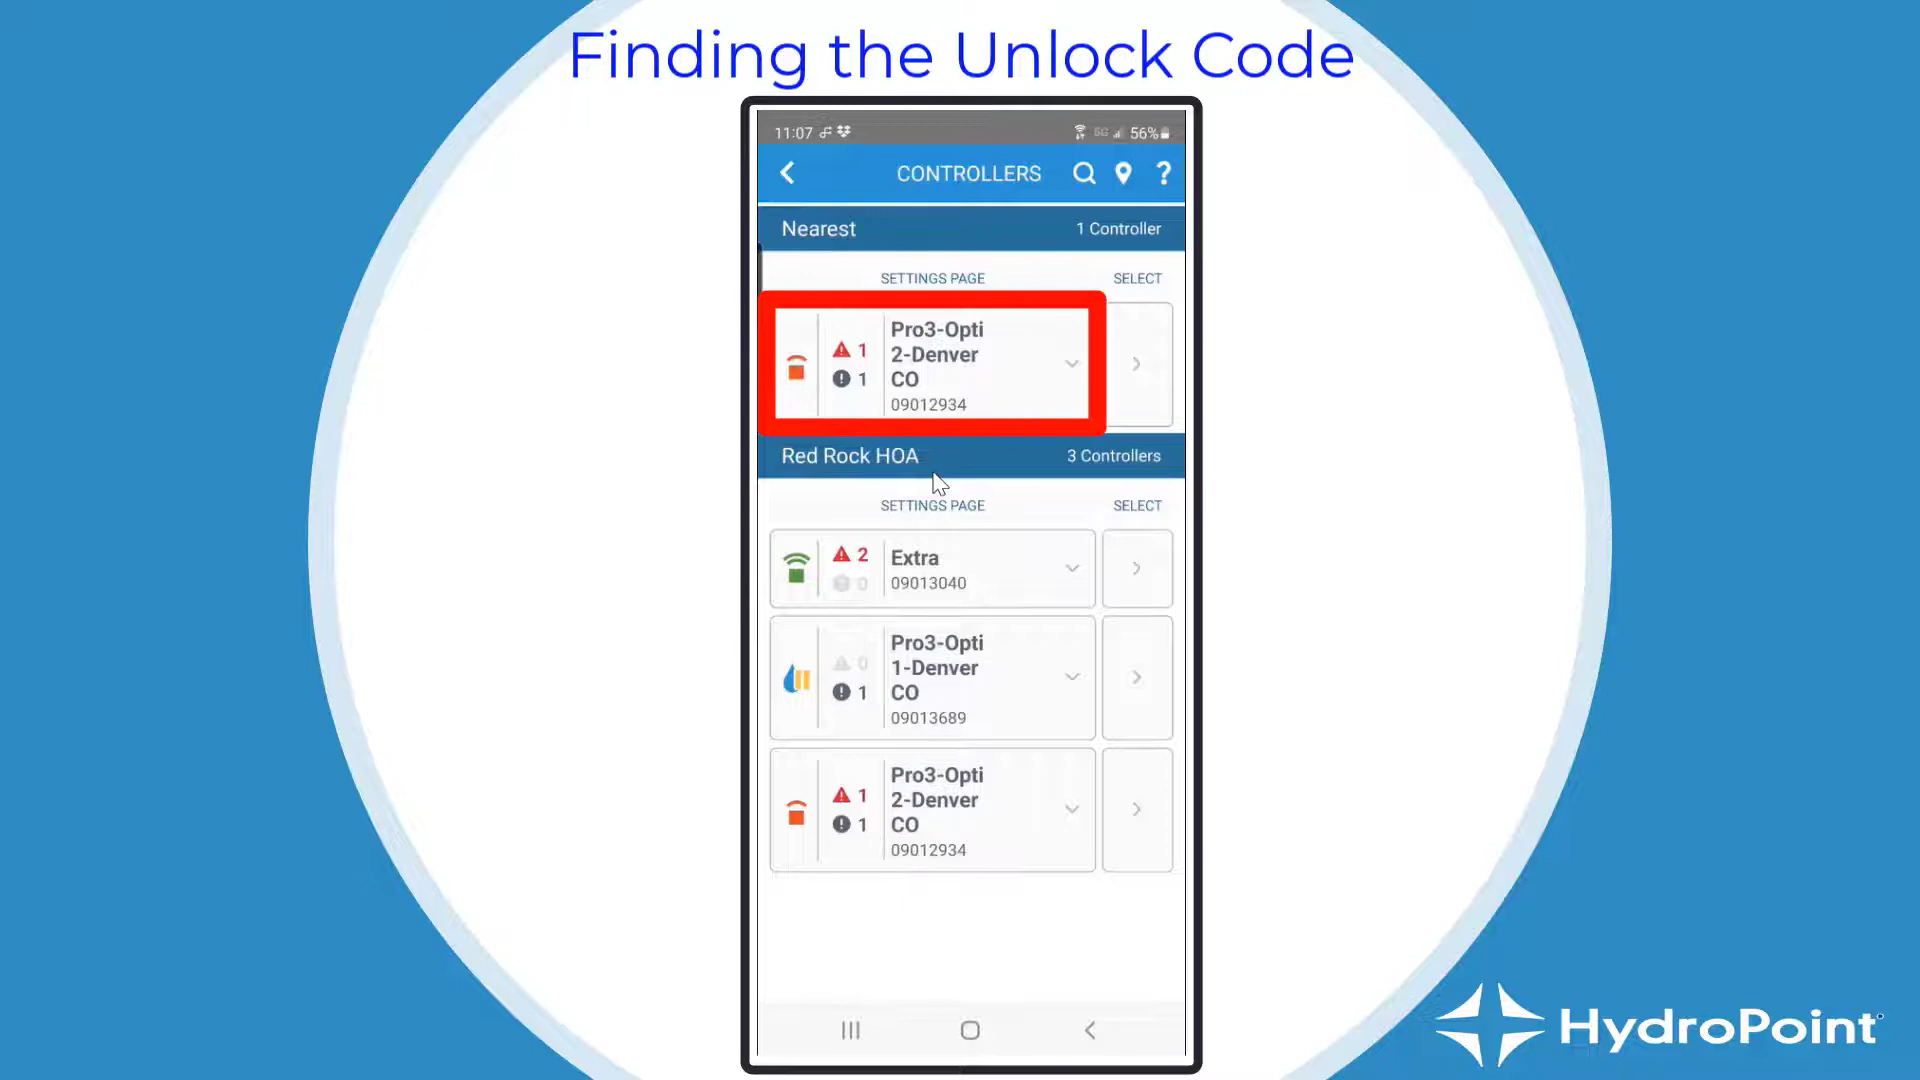 Finding the Unlock Code
11:07 56%
CONTROLLERS ?
Nearest 1 Controller
SETTINGS PAGE SELECT
1 Pro3-Opti
2-Denver
1 CO
09012934
Red Rock HOA 3 Controllers
SETTINGS PAGE SELECT
2 Extra
0 09013040
Pro3-Opti
0 1-Denver
1 CO
09013689
Pro3-Opti
1 2-Denver
1 CO
09012934
HydroPoint